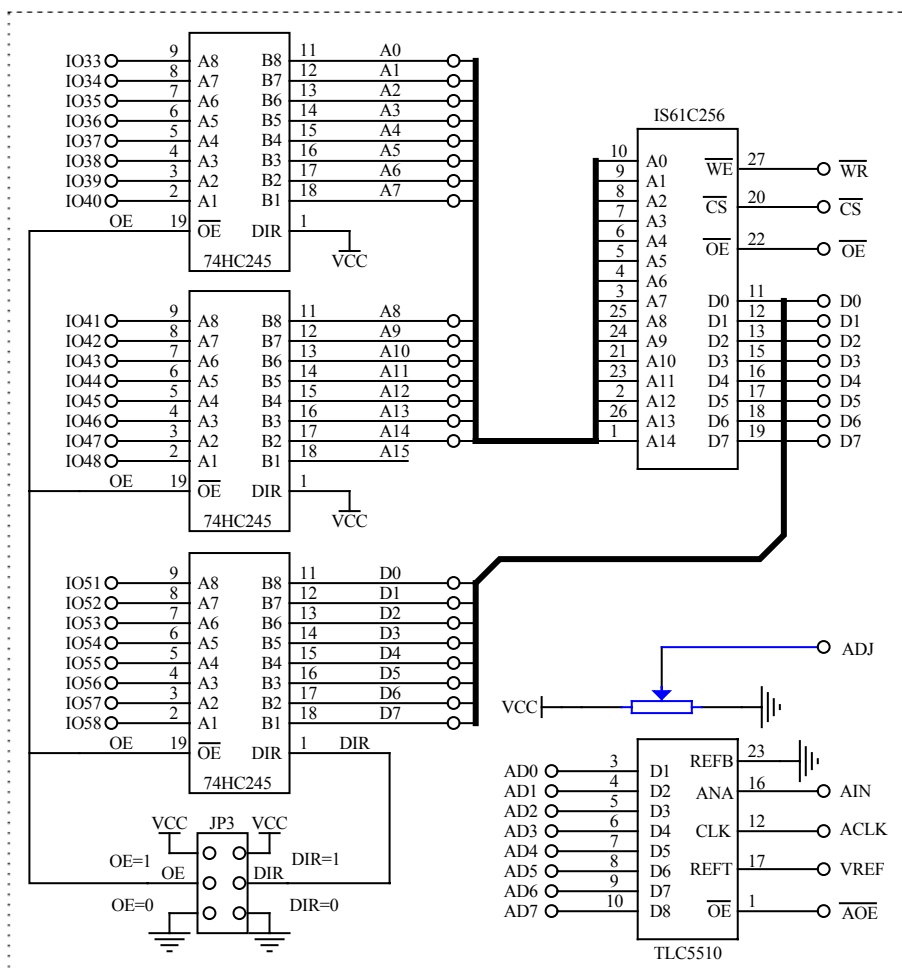 IO33 9 A8 B8 11 A0
IO34 8 A7 B7 12 A1
IO35 7 A6 B6 13 A2
IO36 6 A5 B5 14 A3
IO37 5 A4 B4 15 A4
IO38 4 A3 B3 16 A5
IO39 3 A2 B2 17 A6
IO40 2 A1 B1 18 A7
OE 19 OE DIR 1
74HC245 VCC
IO41 9 A8 B8 11 A8
IO42 8 A7 B7 12 A9
IO43 7 A6 B6 13 A10
IO44 6 A5 B5 14 A11
IO45 5 A4 B4 15 A12
IO46 4 A3 B3 16 A13
IO47 3 A2 B2 17 A14
IO48 2 A1 B1 18 A15
OE 19 OE DIR 1
74HC245 VCC
IO51 9 A8 B8 11 D0
IO52 8 A7 B7 12 D1
IO53 7 A6 B6 13 D2
IO54 6 A5 B5 14 D3
IO55 5 A4 B4 15 D4
IO56 4 A3 B3 16 D5
IO57 3 A2 B2 17 D6
IO58 2 A1 B1 18 D7
OE 19 OE DIR 1 DIR
74HC245
VCC JP3 VCC
OE=1 DIR=1
OE DIR
OE=0 DIR=0
IS61C256
10 A0 WE 27 WR
9 A1
8 A2 CS 20 CS
7 A3
6 A4 OE 22 OE
5 A5
4 A6
3 A7 D0 11 D0
25 A8 D1 12 D1
24 A9 D2 13 D2
21 A10 D3 15 D3
23 A11 D4 16 D4
2 A12 D5 17 D5
26 A13 D6 18 D6
1 A14 D7 19 D7
ADJ
VCC
AD0 3 D1 REFB 23
AD1 4 D2 ANA 16 AIN
AD2 5 D3
AD3 6 D4 CLK 12 ACLK
AD4 7 D5
AD5 8 D6 REFT 17 VREF
AD6 9 D7
AD7 10 D8 OE 1 AOE
TLC5510